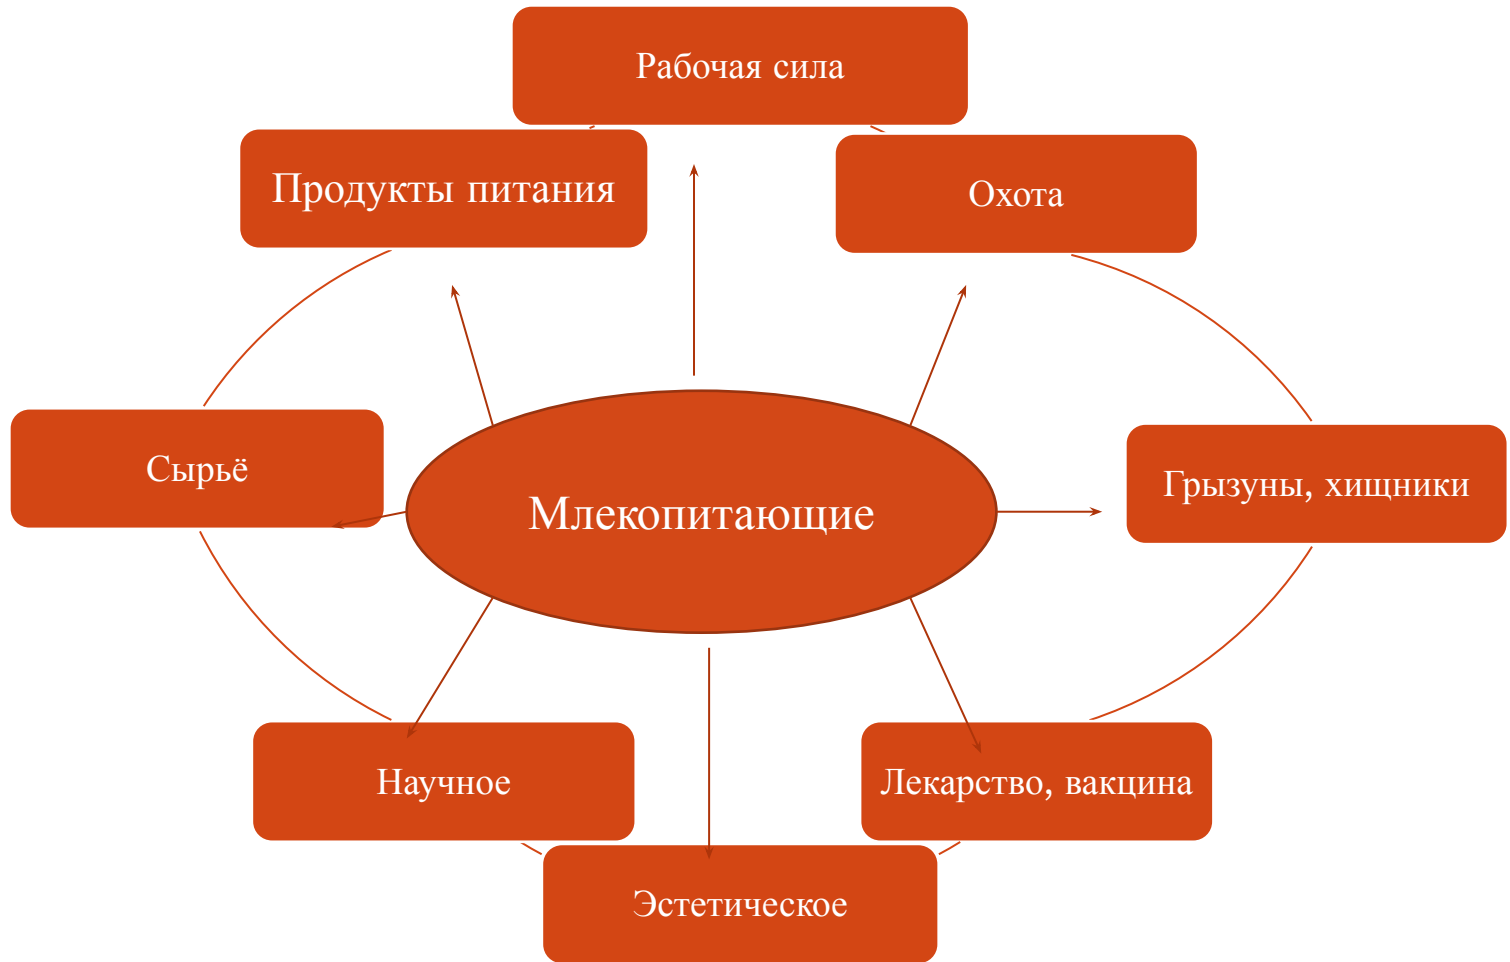 Рабочая сила
Продукты питания
Охота
Сырьё
Грызуны, хищники
Млекопитающие
Научное
Лекарство, вакцина
Эстетическое